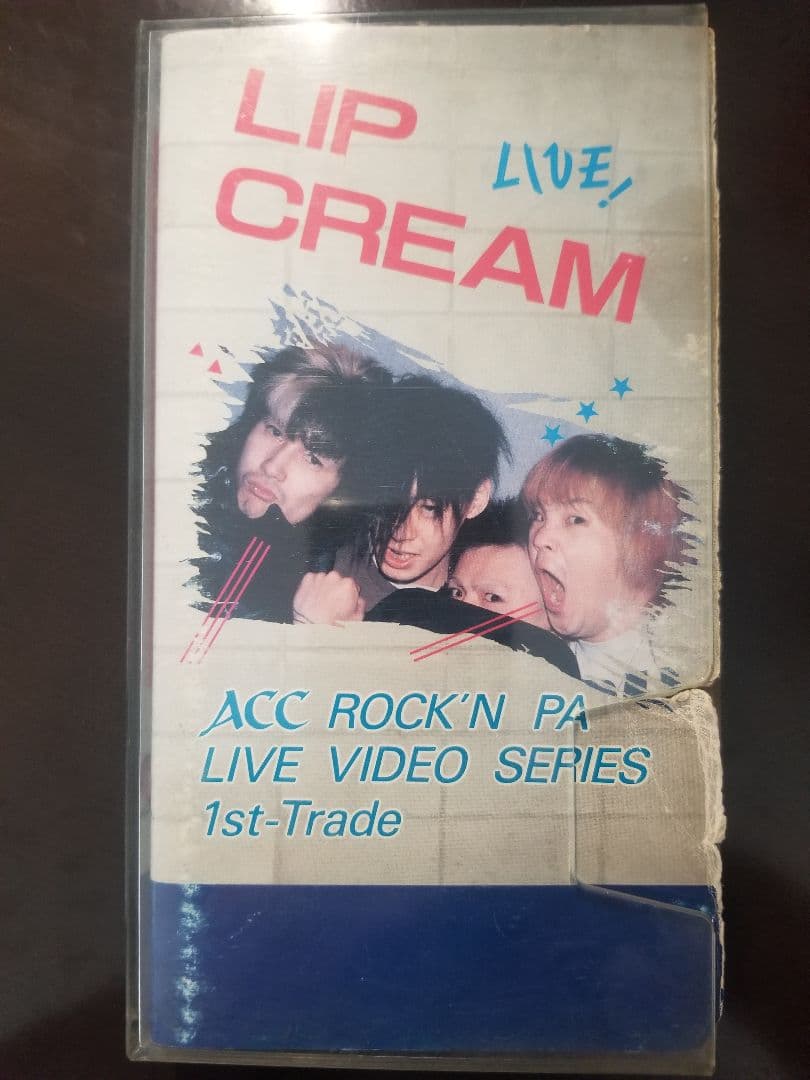 LIP
CREAM
LIVE!
ACC ROCK'N PA
LIVE VIDEO SERIES
1st-Trade